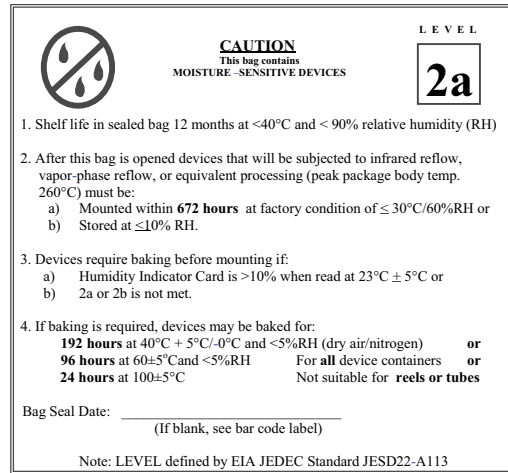 LEVEL
CAUTION
This bag contains
MOISTURE –SENSITIVE DEVICES
2a
1. Shelf life in sealed bag 12 months at <40°C and < 90% relative humidity (RH)
2. After this bag is opened devices that will be subjected to infrared reflow,
vapor-phase reflow, or equivalent processing (peak package body temp.
260°C) must be:
a) Mounted within 672 hours at factory condition of ≤ 30°C/60%RH or
b) Stored at ≤10% RH.
3. Devices require baking before mounting if:
a) Humidity Indicator Card is >10% when read at 23°C ± 5°C or
b) 2a or 2b is not met.
4. If baking is required, devices may be baked for:
192 hours at 40°C + 5°C/-0°C and <5%RH (dry air/nitrogen) or
96 hours at 60±5°Cand <5%RH For all device containers or
24 hours at 100±5°C Not suitable for reels or tubes
Bag Seal Date: ________________________________
(If blank, see bar code label)
Note: LEVEL defined by EIA JEDEC Standard JESD22-A113